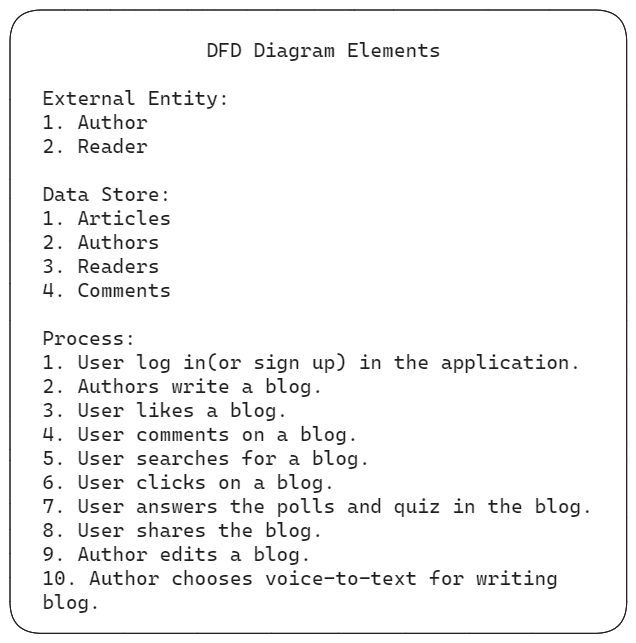 DFD Diagram Elements
External Entity:
1. Author
2. Reader
Data Store:
1. Articles
2. Authors
3. Readers
4. Comments
Process:
1. User log in(or sign up) in the application.
2. Authors write a blog.
3. User likes a blog.
4. User comments on a blog.
5. User searches for a blog.
6. User clicks on a blog.
7. User answers the polls and quiz in the blog.
8. User shares the blog.
9. Author edits a blog.
10. Author chooses voice-to-text for writing
blog.